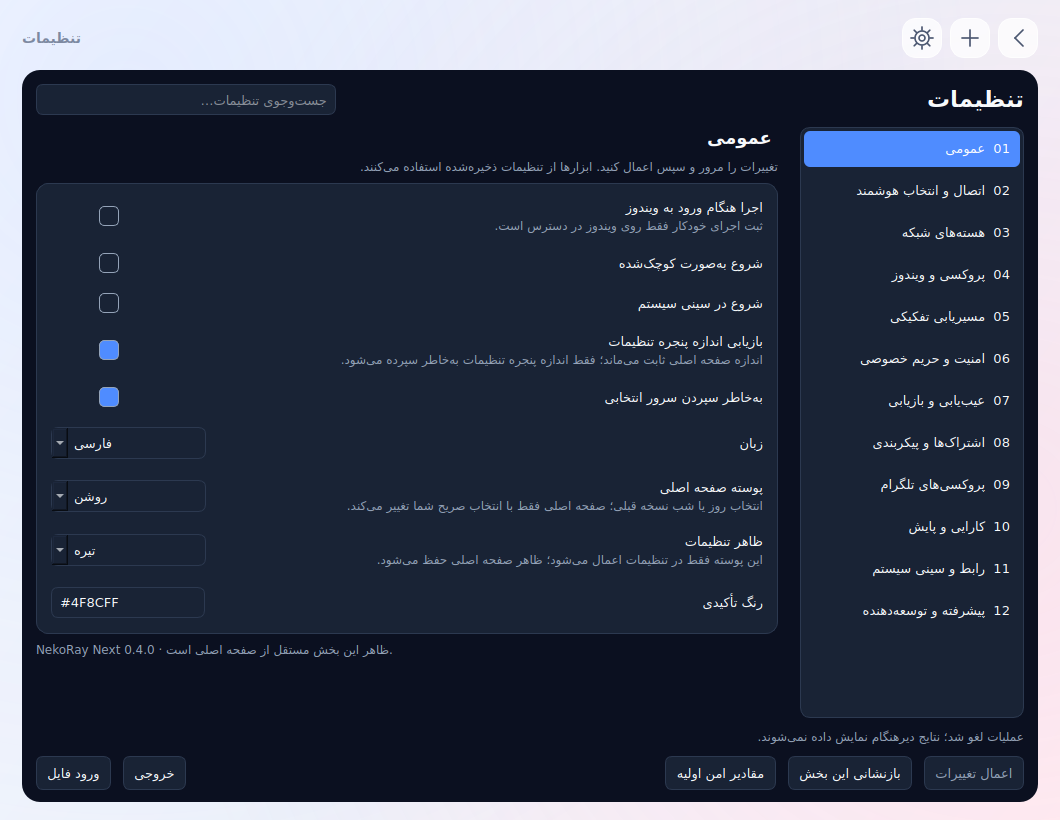 تنظیمات
تنظیمات
جست‌وجوی تنظیمات...
01 عمومی
02 اتصال و انتخاب هوشمند
03 هسته‌های شبکه
04 پروکسی و ویندوز
05 مسیریابی تفکیکی
06 امنیت و حریم خصوصی
07 عیب‌یابی و بازیابی
08 اشتراک‌ها و پیکربندی
09 پروکسی‌های تلگرام
10 کارایی و پایش
11 رابط و سینی سیستم
12 پیشرفته و توسعه‌دهنده
عمومی
تغییرات را مرور و سپس اعمال کنید. ابزارها از تنظیمات ذخیره‌شده استفاده می‌کنند.
اجرا هنگام ورود به ویندوز
ثبت اجرای خودکار فقط روی ویندوز در دسترس است.
شروع به‌صورت کوچک‌شده
شروع در سینی سیستم
بازیابی اندازه پنجره تنظیمات
اندازه صفحه اصلی ثابت می‌ماند؛ فقط اندازه پنجره تنظیمات به‌خاطر سپرده می‌شود.
به‌خاطر سپردن سرور انتخابی
زبان
فارسی
پوسته صفحه اصلی
انتخاب روز یا شب نسخه قبلی؛ صفحه اصلی فقط با انتخاب صریح شما تغییر می‌کند.
روشن
ظاهر تنظیمات
این پوسته فقط در تنظیمات اعمال می‌شود؛ ظاهر صفحه اصلی حفظ می‌شود.
تیره
رنگ تأکیدی
#4F8CFF
NekoRay Next 0.4.0 · ظاهر این بخش مستقل از صفحه اصلی است.
عملیات لغو شد؛ نتایج دیرهنگام نمایش داده نمی‌شوند.
اعمال تغییرات
بازنشانی این بخش
مقادیر امن اولیه
خروجی
ورود فایل